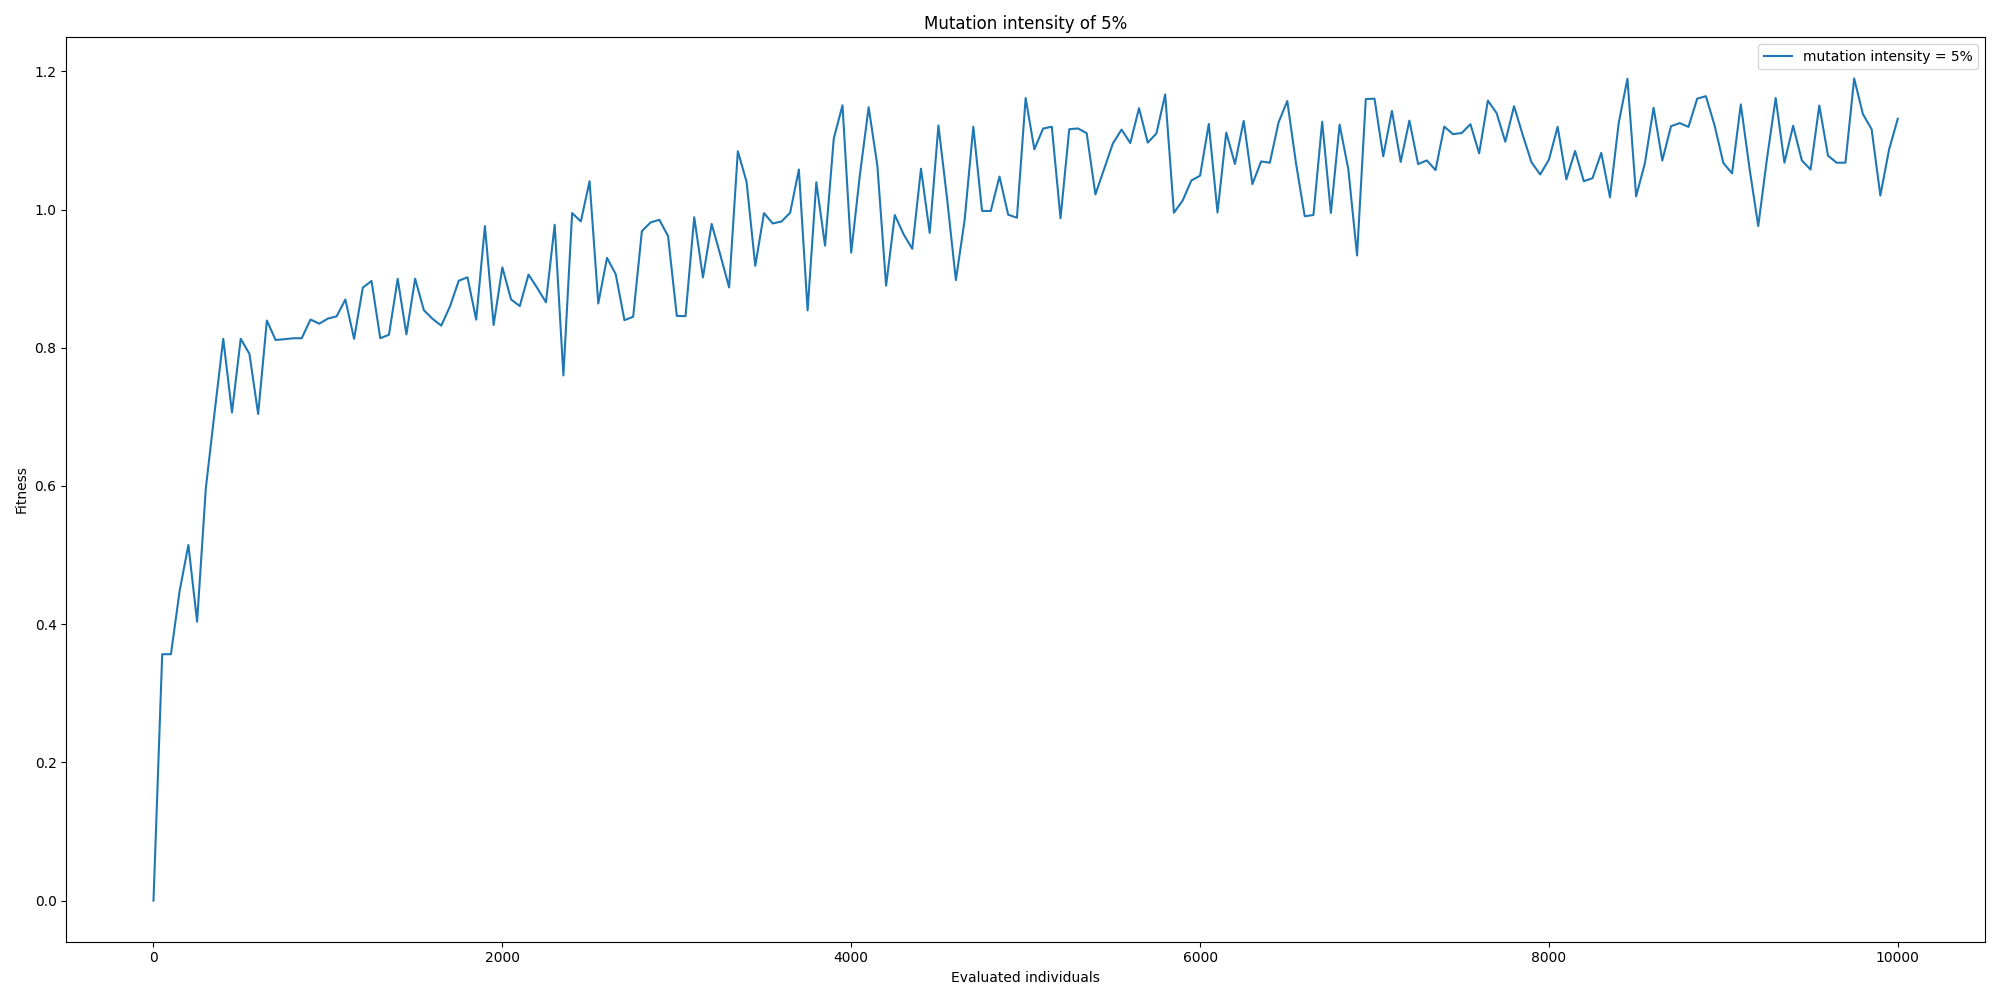 Mutation intensity of 5%
mutation intensity = 5%
1.2
1.0
0.8
0.6
0.4
0.2
0.0
Fitness
0 2000 4000 6000 8000 10000
Evaluated individuals